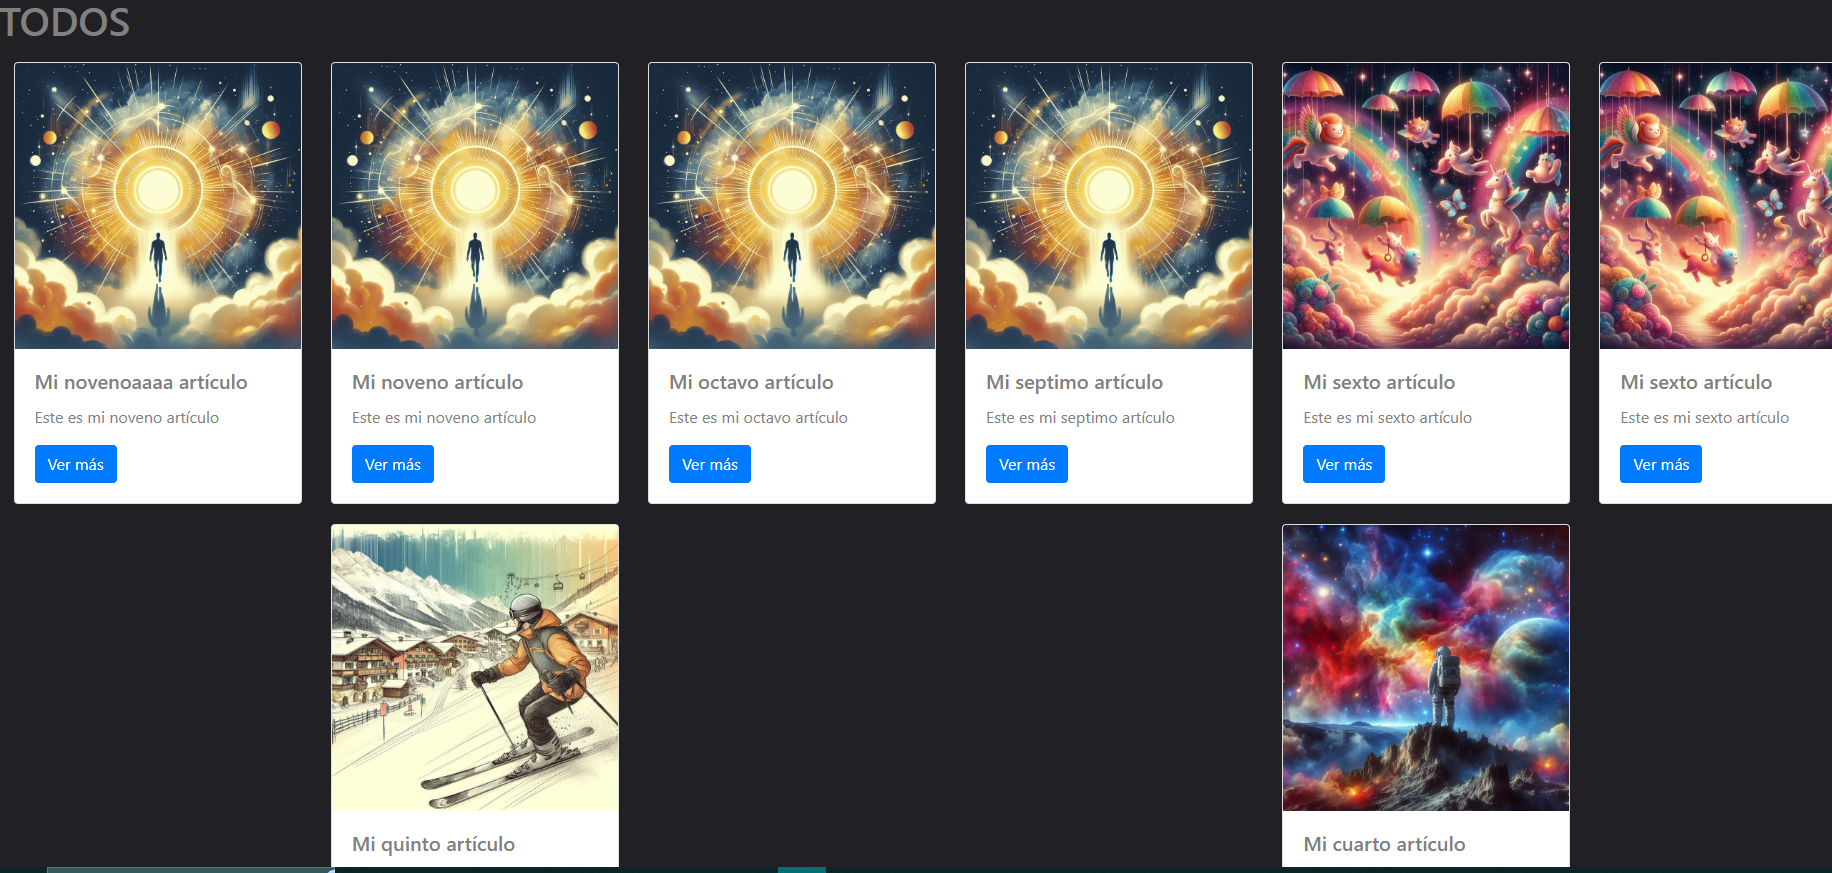 TODOS
Mi novenoaaaa artículo
Este es mi noveno artículo
Ver más
Mi noveno artículo
Este es mi noveno artículo
Ver más
Mi octavo artículo
Este es mi octavo artículo
Ver más
Mi septimo artículo
Este es mi septimo artículo
Ver más
Mi sexto artículo
Este es mi sexto artículo
Ver más
Mi sexto artículo
Este es mi sexto artículo
Ver más
Mi quinto artículo
Mi cuarto artículo